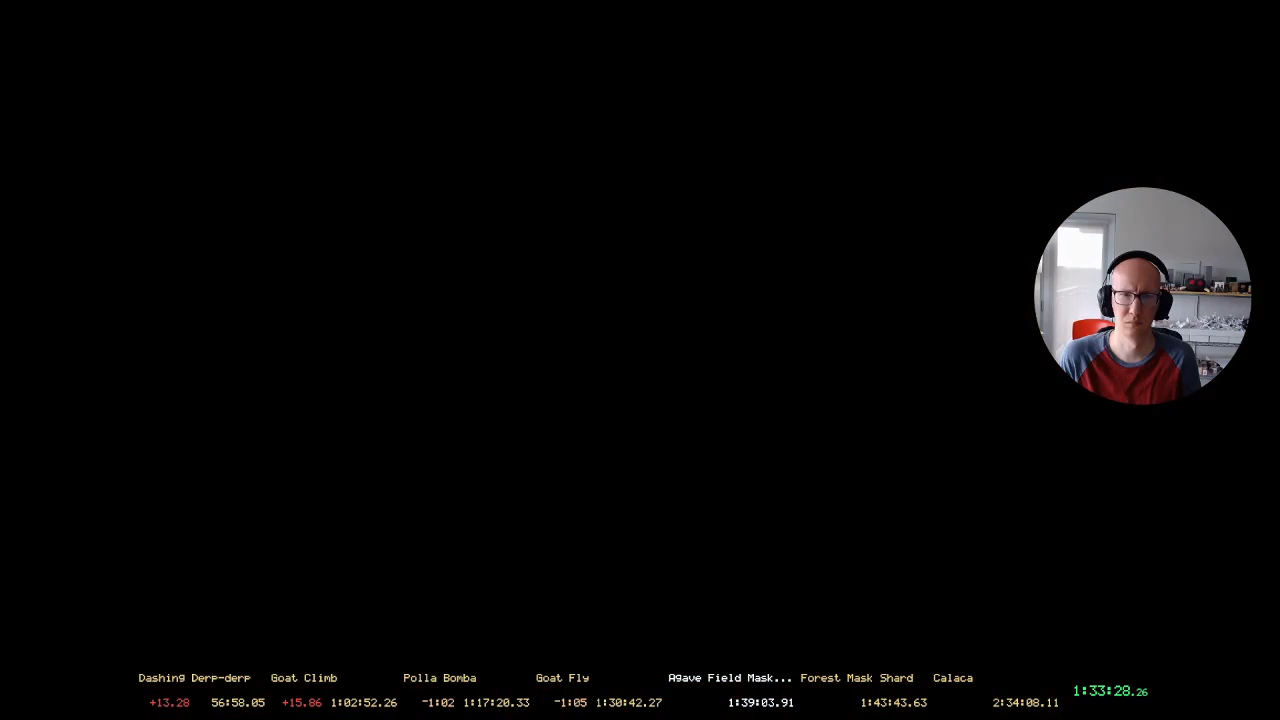 Dashing Derp-derp Goat Climb Polla Bomba Goat Fly Agave Field Mask... Forest Mask Shard Calaca
+13.28 56:58.05 +15.86 1:02:52.26 -1:02 1:17:20.33 -1:05 1:30:42.27 1:39:03.91 1:43:43.63 2:34:08.11
1:33:28.26